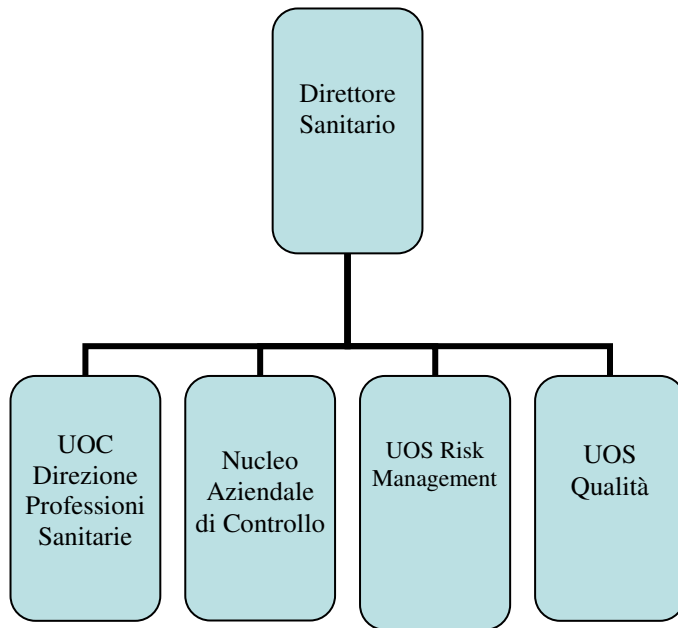 Direttore
Sanitario
UOC
Direzione
Professioni
Sanitarie
Nucleo
Aziendale
di Controllo
UOS Risk
Management
UOS
Qualità